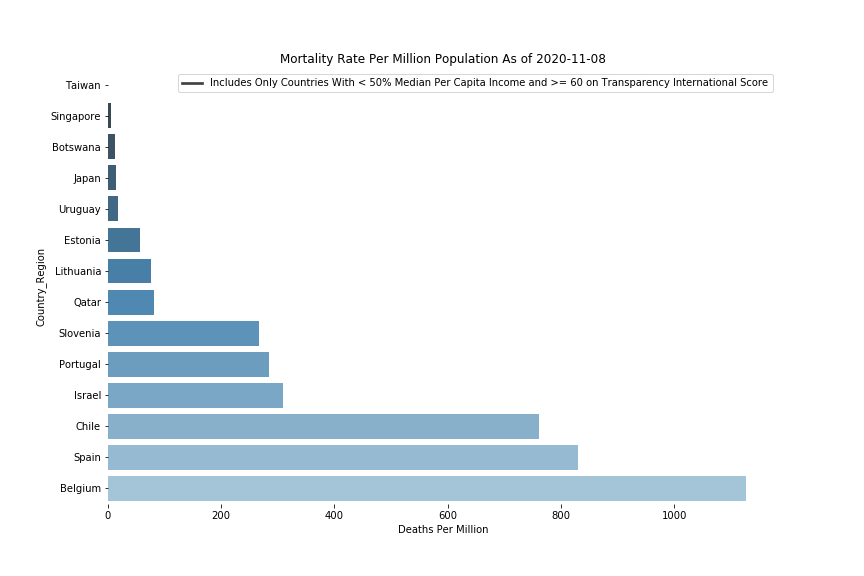 Mortality Rate Per Million Population As of 2020-11-08
Includes Only Countries With < 50% Median Per Capita Income and >= 60 on Transparency International Score
Country_Region
Taiwan
Singapore
Botswana
Japan
Uruguay
Estonia
Lithuania
Qatar
Slovenia
Portugal
Israel
Chile
Spain
Belgium
0 200 400 600 800 1000
Deaths Per Million